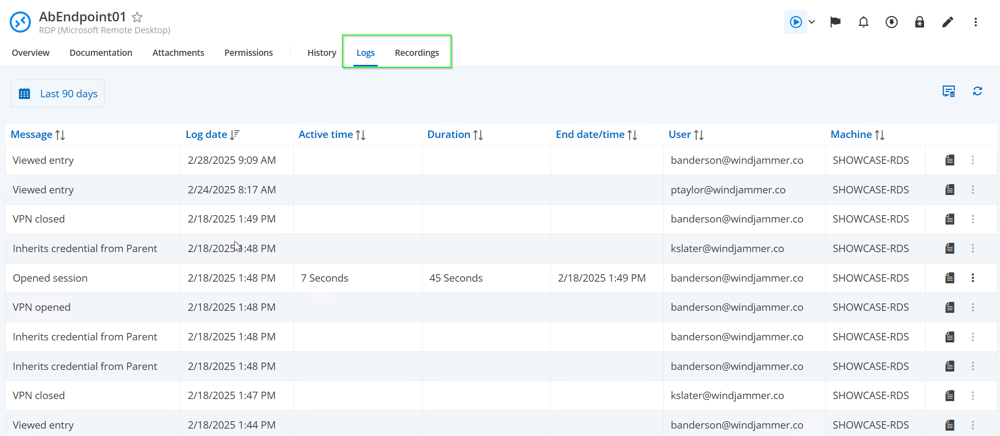 AbEndpoint01
RDP (Microsoft Remote Desktop)
Overview Documentation Attachments Permissions History Logs Recordings
Last 90 days
Message Log date Active time Duration End date/time User Machine
Viewed entry 2/28/2025 9:09 AM banderson@windjammer.co SHOWCASE-RDS
Viewed entry 2/24/2025 8:17 AM ptaylor@windjammer.co SHOWCASE-RDS
VPN closed 2/18/2025 1:49 PM banderson@windjammer.co SHOWCASE-RDS
Inherits credential from Parent 2/18/2025 1:48 PM kslater@windjammer.co SHOWCASE-RDS
Opened session 2/18/2025 1:48 PM 7 Seconds 45 Seconds 2/18/2025 1:49 PM banderson@windjammer.co SHOWCASE-RDS
VPN opened 2/18/2025 1:48 PM banderson@windjammer.co SHOWCASE-RDS
Inherits credential from Parent 2/18/2025 1:48 PM banderson@windjammer.co SHOWCASE-RDS
Inherits credential from Parent 2/18/2025 1:48 PM banderson@windjammer.co SHOWCASE-RDS
VPN closed 2/18/2025 1:47 PM kslater@windjammer.co SHOWCASE-RDS
Viewed entry 2/18/2025 1:44 PM banderson@windjammer.co SHOWCASE-RDS